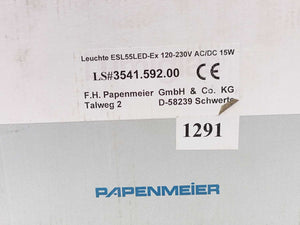 Leuchte ESL55LED-Ex 120-230V AC/DC 15W
LS#3541.592.00 CE
F.H. Papenmeier GmbH & Co. KG
Talweg 2 D-58239 Schwerte
1291
PAPENMEIER